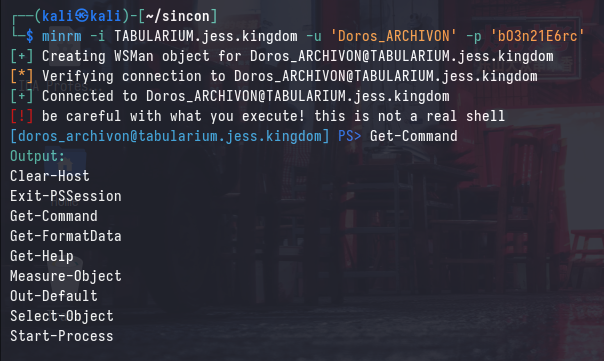 ┌──(kali㉿kali)-[~/sincon]
└─$ minrm -i TABULARIUM.jess.kingdom -u 'Doros_ARCHIVON' -p 'bO3n21E6rc'
[+] Creating WSMan object for Doros_ARCHIVON@TABULARIUM.jess.kingdom
[*] Verifying connection to Doros_ARCHIVON@TABULARIUM.jess.kingdom
[+] Connected to Doros_ARCHIVON@TABULARIUM.jess.kingdom
[!] be careful with what you execute! this is not a real shell
[doros_archivon@tabularium.jess.kingdom] PS> Get-Command
Output:
Clear-Host
Exit-PSSession
Get-Command
Get-FormatData
Get-Help
Measure-Object
Out-Default
Select-Object
Start-Process